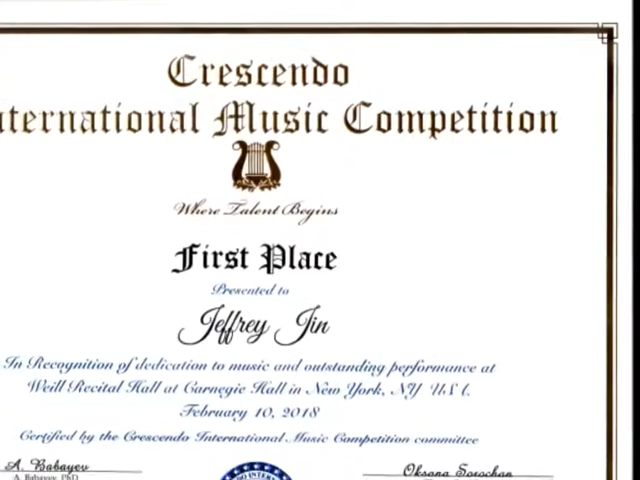 Crescendo
nternational Music Competition
Where Talent Begins
First Place
Presented to
Jeffrey Jin
In Recognition of dedication to music and outstanding performance at
Weill Recital Hall at Carnegie Hall in New York, NY
February 10, 2018
Certified by the Crescendo International Music Competition committee
A. Babayev
Oksana Sorochan
A. Babayev, PhD